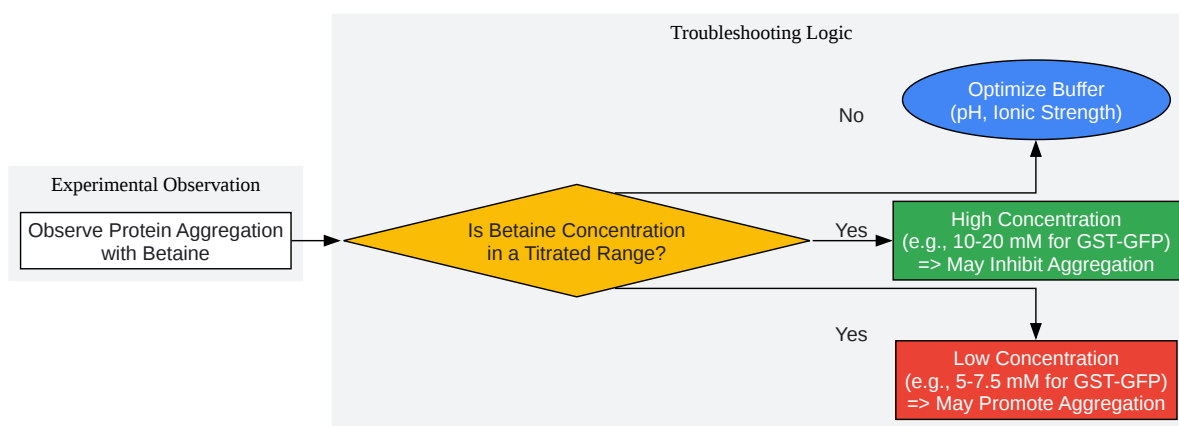 Troubleshooting Logic
Optimize Buffer
(pH, Ionic Strength)
No
Experimental Observation
Observe Protein Aggregation
with Betaine
Is Betaine Concentration
in a Titrated Range?
Yes
High Concentration
(e.g., 10-20 mM for GST-GFP)
=> May Inhibit Aggregation
Yes
Low Concentration
(e.g., 5-7.5 mM for GST-GFP)
=> May Promote Aggregation